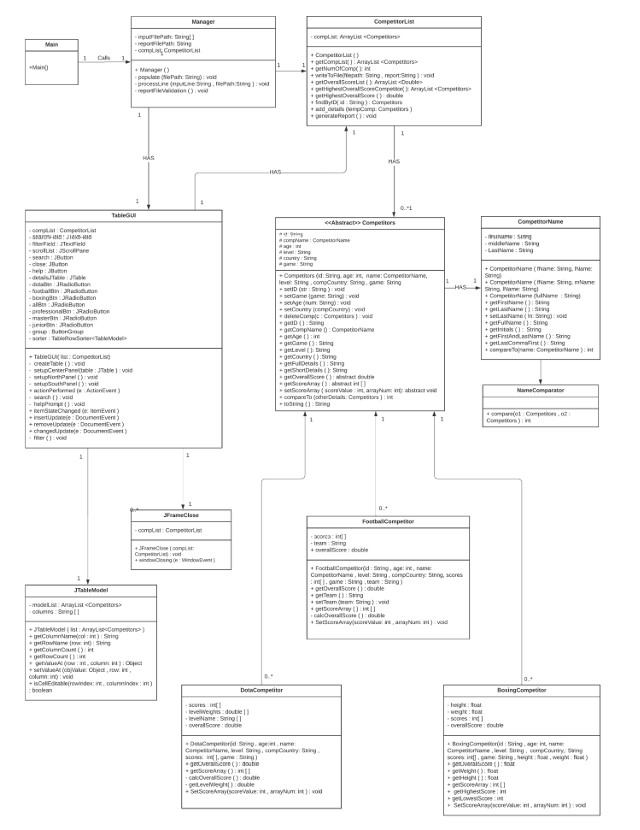 Main
+Main()
1
Calls
1
Manager
- inputFilePath: String[ ]
- reportFilePath: String
- compList: CompetitorList
+ Manager ( )
- populate (filePath: String) : void
- processLine (inputLine:String , filePath:String ) : void
- reportFileValidation ( ) : void
1
1
1
CompetitorList
- compList: ArrayList <Competitors>
+ CompetitorList ( )
+ getCompList( ) : ArrayList <Competitors>
+ getNumOfComp( ): int
+ writeToFile(filepath: String , report:String ) : void
+ getOverallScoreList ( ): ArrayList <Double>
+ getHighestOverallScoreCompetitor( ): ArrayList <Competitors>
+ getHighestOverallScore ( ) : double
+ findByID( id : String ) : Competitors
+ add_details (tempComp: Competitors )
+ generateReport ( ) : void
1
1
HAS
HAS
HAS
1
1
0..*1
TableGUI
- compList : CompetitorList
- filterField : JTextField
- scrollList : JScrollPane
- search : JButton
- close: JButton
- help : JButton
- detailsJTable : JTable
- dotaBtn : JRadioButton
- footballBtn : JRadioButton
- boxingBtn : JRadioButton
- allBtn : JRadioButton
- professionalBtn : JRadioButton
- masterBtn : JRadioButton
- juniorBtn : JRadioButton
- group : ButtonGroup
- sorter : TableRowSorter<TableModel>
+ TableGUI( list : CompetitorList)
- createTable ( ) : void
- setupCenterPanel(table : JTable ) : void
- setupNorthPanel ( ) : void
- setupSouthPanel ( ) : void
+ actionPerformed (e : ActionEvent )
- search ( ) : void
- helpPrompt ( ) : void
+ itemStateChanged (e: ItemEvent )
+ insertUpdate(e : DocumentEvent )
+ removeUpdate(e : DocumentEvent )
+ changedUpdate(e : DocumentEvent )
- filter ( ) : void
<<Abstract>> Competitors
# id: String
# compName : CompetitorName
# age : int
# level : String
# country : String
# game : String
+ Competitors (id: String, age: int, name: CompetitorName,
level: String , compCountry: String, game: String)
+ setID (str : String ) : void
+ setGame (game: String) : void
+ setAge (num: String) : void
+ setCountry (compCountry) : void
+ deleteComp(c : Competitors ) : void
+ getID ( ) : String
+ getCompName ( ) : CompetitorName
+ getAge ( ) : int
+ getGame ( ) : String
+ getLevel ( ) : String
+ getCountry ( ) : String
+ getFullDetails ( ) : String
+ getShortDetails ( ) : String
+ getOverallScore ( ) : abstract double
+ getScoreArray ( ) : abstract int [ ]
+ setScoreArray (scoreValue : int, arrayNum: int): abstract void
+ compareTo (otherDetails: Competitors ) : int
+ toString ( ) : String
1
HAS
1
CompetitorName
- middleName : String
- LastName : String
+ CompetitorName ( fName: String, lName:
String)
+ CompetitorName (fName: String, mName:
String, lName: String)
+ CompetitorName (fullName : String )
+ getFirstName ( ) : String
+ getLastName ( ) : String
+ setLastName ( ln: String) : void
+ getFullName ( ) : String
+ getInitials ( ) : String
+ getFirstAndLastName ( ) : String
+ getLastCommaFirst ( ) : String
+ compareTo(name: CompetitorName ) : int
NameComparator
+ compare(o1 : Competitors , o2 :
Competitors ) : int
1
1
1
1
1
0..*
1
0..*
JFrameClose
- compList : CompetitorList
+ JFrameClose ( compList:
CompetitorList) : void
+ windowClosing (e : WindowEvent )
FootballCompetitor
- scores : int[ ]
- team : String
+ overallScore : double
+ FootballCompetitor(id : String , age: int , name:
CompetitorName , level : String , compCountry: String, scores
: int[ ] , game : String , team : String )
+ getOverallScore ( ) : double
+ getTeam ( ) : String
+ setTeam (team: String ) : void
+ getScoreArray ( ) : int [ ]
- calcOverallScore ( ) : double
+ SetScoreArray(scoreValue: int , arrayNum: int ) : void
1
JTableModel
- modelList : ArrayList <Competitors>
- columns : String [ ]
+ JTableModel ( list : ArrayList<Competitors> )
+ getColumnName(col : int ) : String
+ getRowName (row: int ) : String
+ getColumnCount ( ) : int
+ getRowCount ( ) : int
+ getValueAt (row : int , column: int ) : Object
+ setValueAt (objValue: Object , row: int ,
column: int) : void
+ isCellEditable(rowIndex : int , columnIndex : int )
: boolean
0..*
0..*
DotaCompetitor
- scores : int[ ]
- levelWeights : double [ ]
- levelName : String [ ]
- overallScore : double
+ DotaCompetitor(id : String , age:int , name:
CompetitorName, level: String , compCountry: String ,
scores: int[ ], game : String )
+ getOverallScore ( ) : double
+ getScoreArray ( ) : int [ ]
- calcOverallScore ( ) : double
- getLevelWeight ( ) : double
+ SetScoreArray(scoreValue: int , arrayNum: int ) : void
BoxingCompetitor
- height : float
- weight : float
- scores : int[ ]
- overallScore : double
+ BoxingCompetitor(id : String , age: int, name:
CompetitorName , level : String , compCountry; String
scores: int[] , game: String , height : float , weight : float )
+ getOverallScore ( ) : float
+ getWeight ( ) : float
+ getHeight ( ) : float
+ getScoreArray : int [ ]
+ getHighestScore : int
+ getLowestScore : int
+ SetScoreArray(scoreValue: int , arrayNum: int ) : void